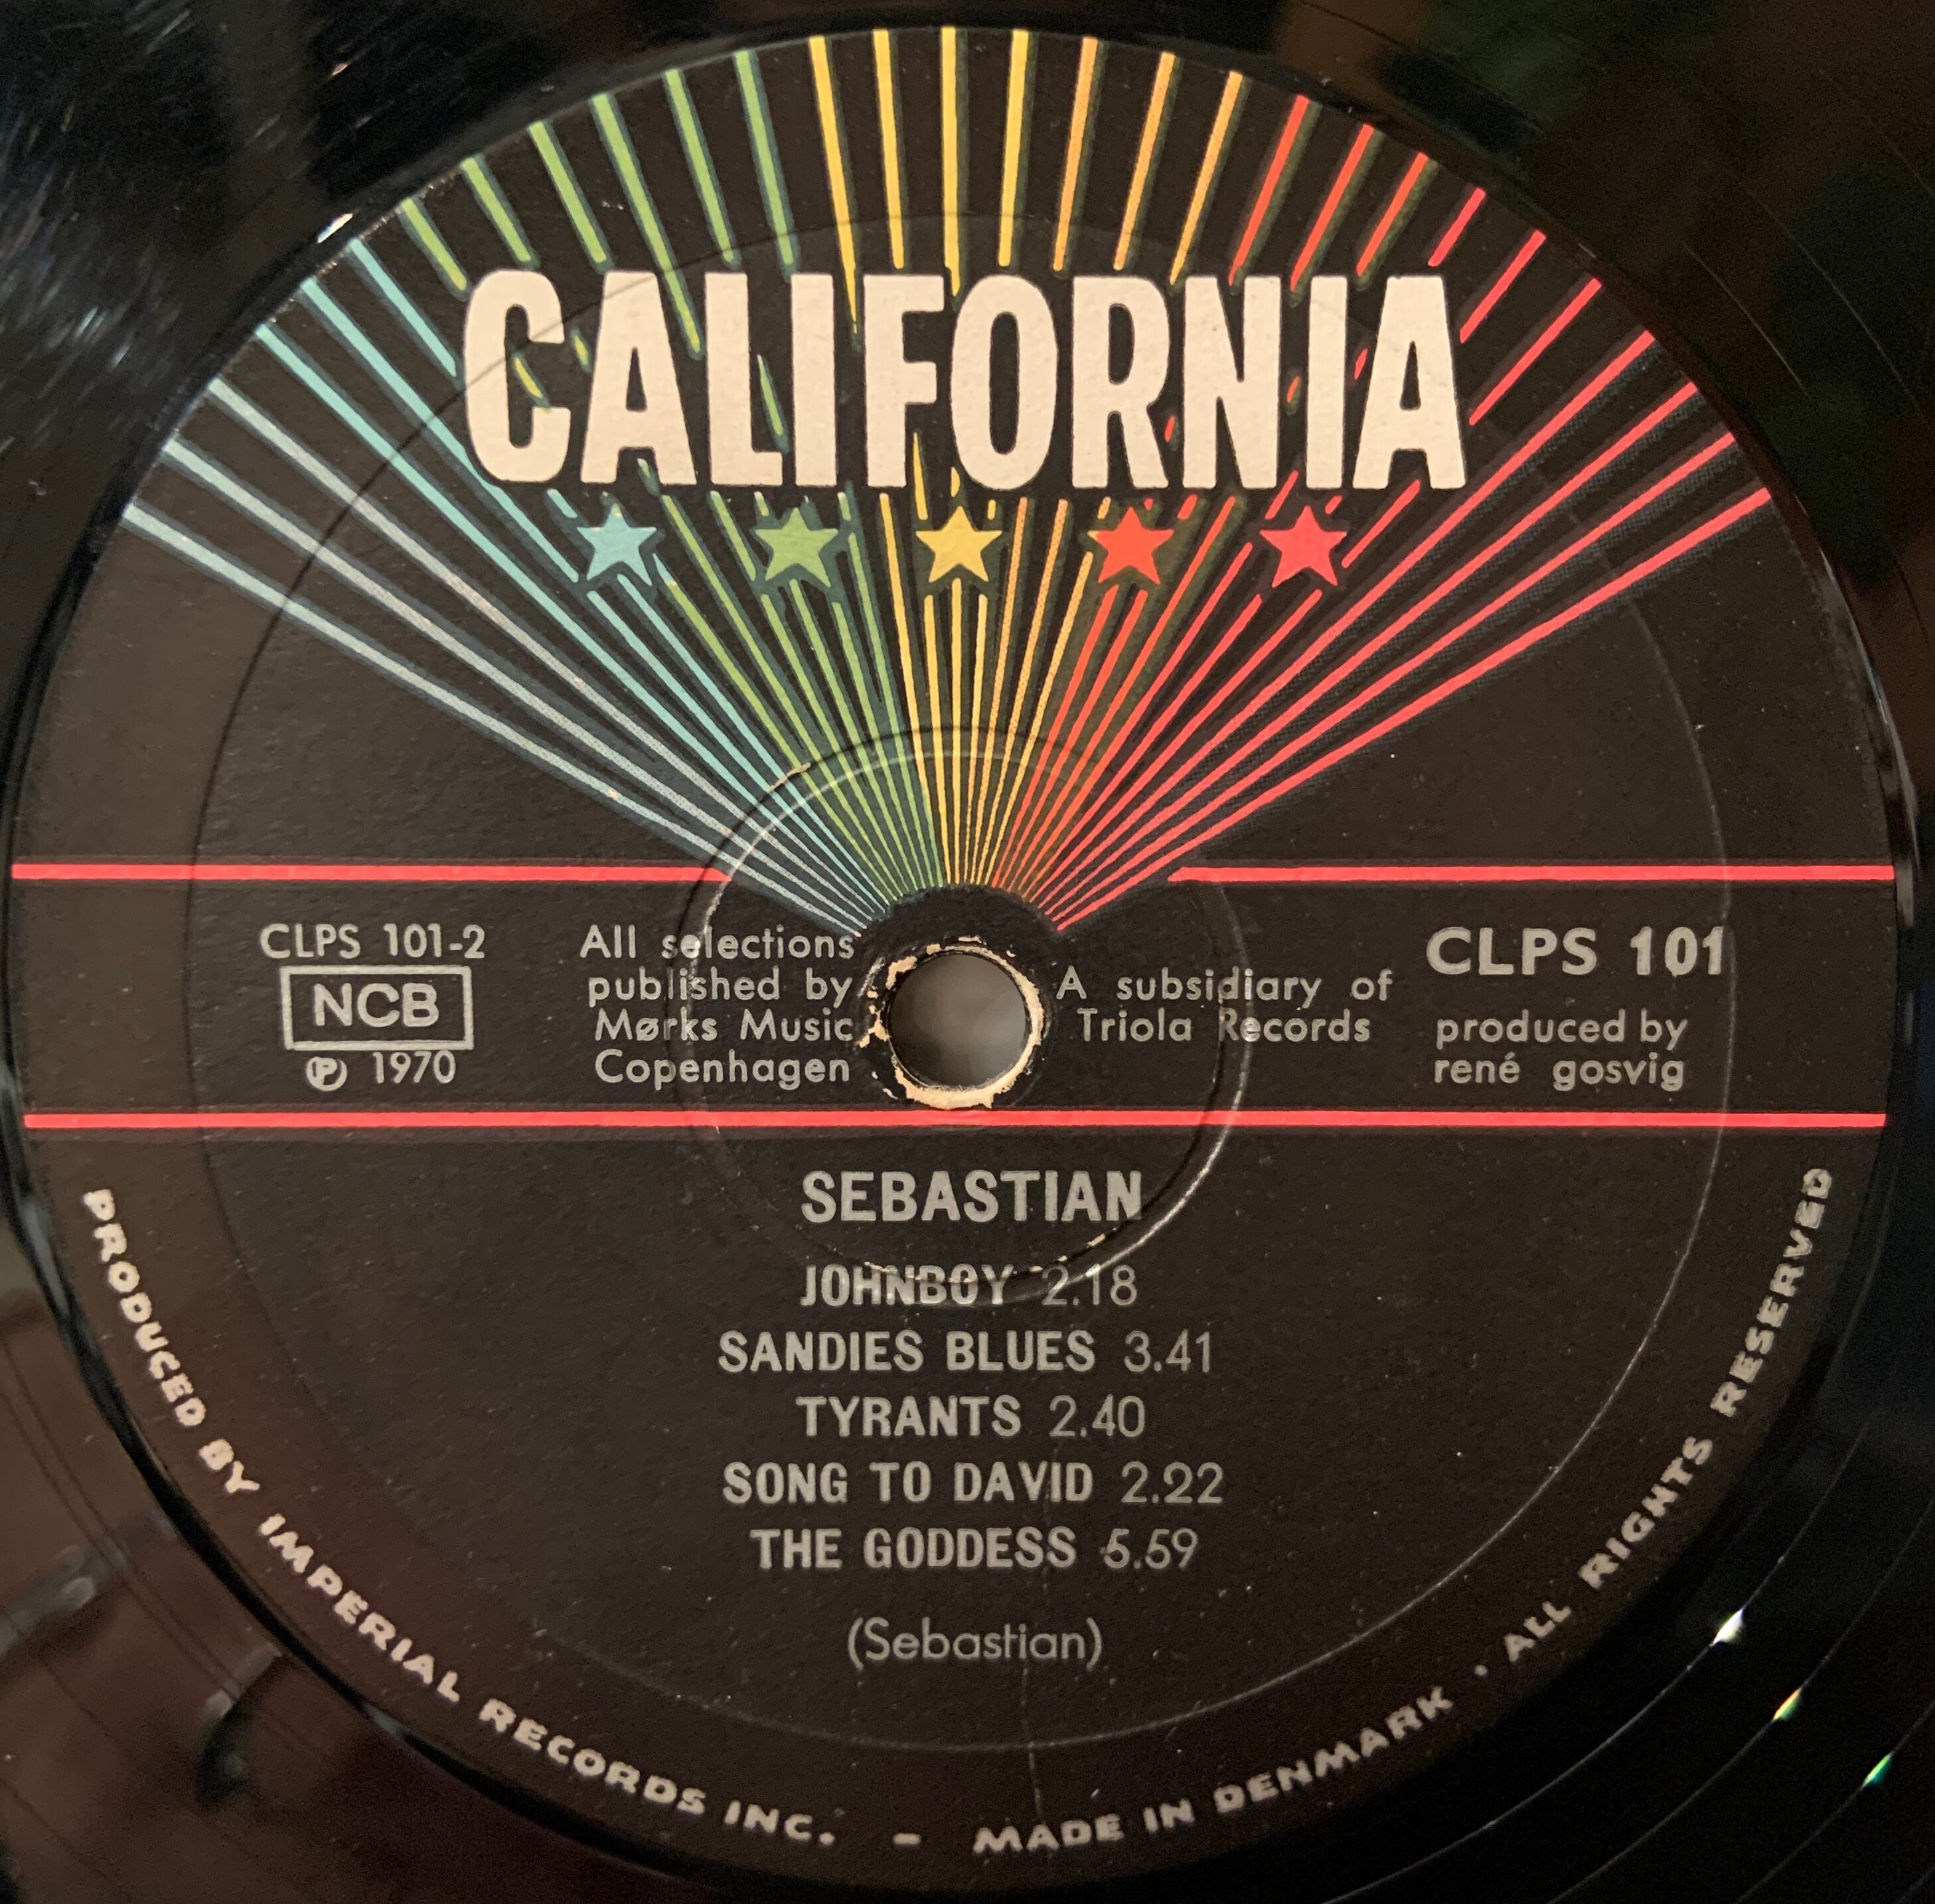 CALIFORNIA
CLPS 101-2
NCB
Ⓟ 1970
All selections
published by
Mørks Music
Copenhagen
A subsidiary of
Triola Records
CLPS 101
produced by
rené gosvig
SEBASTIAN
JOHNBOY 2.18
SANDIES BLUES 3.41
TYRANTS 2.40
SONG TO DAVID 2.22
THE GODDESS 5.59
(Sebastian)
PRODUCED BY IMPERIAL RECORDS INC. - MADE IN DENMARK · ALL RIGHTS RESERVED